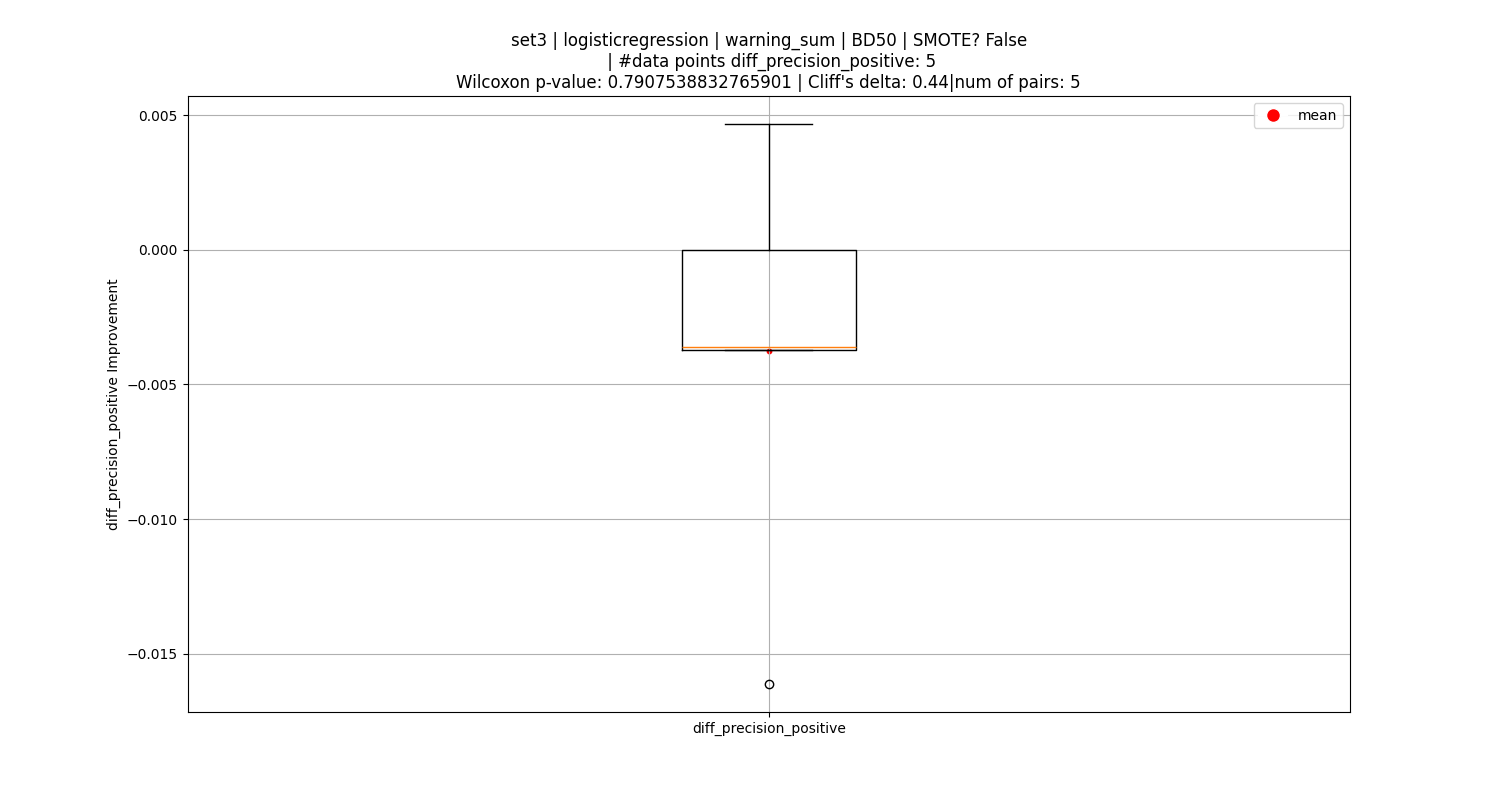 set3 | logisticregression | warning_sum | BD50 | SMOTE? False
| #data points diff_precision_positive: 5
Wilcoxon p-value: 0.7907538832765901 | Cliff's delta: 0.44|num of pairs: 5
mean
0.005
0.000
−0.005
−0.010
−0.015
diff_precision_positive Improvement
diff_precision_positive